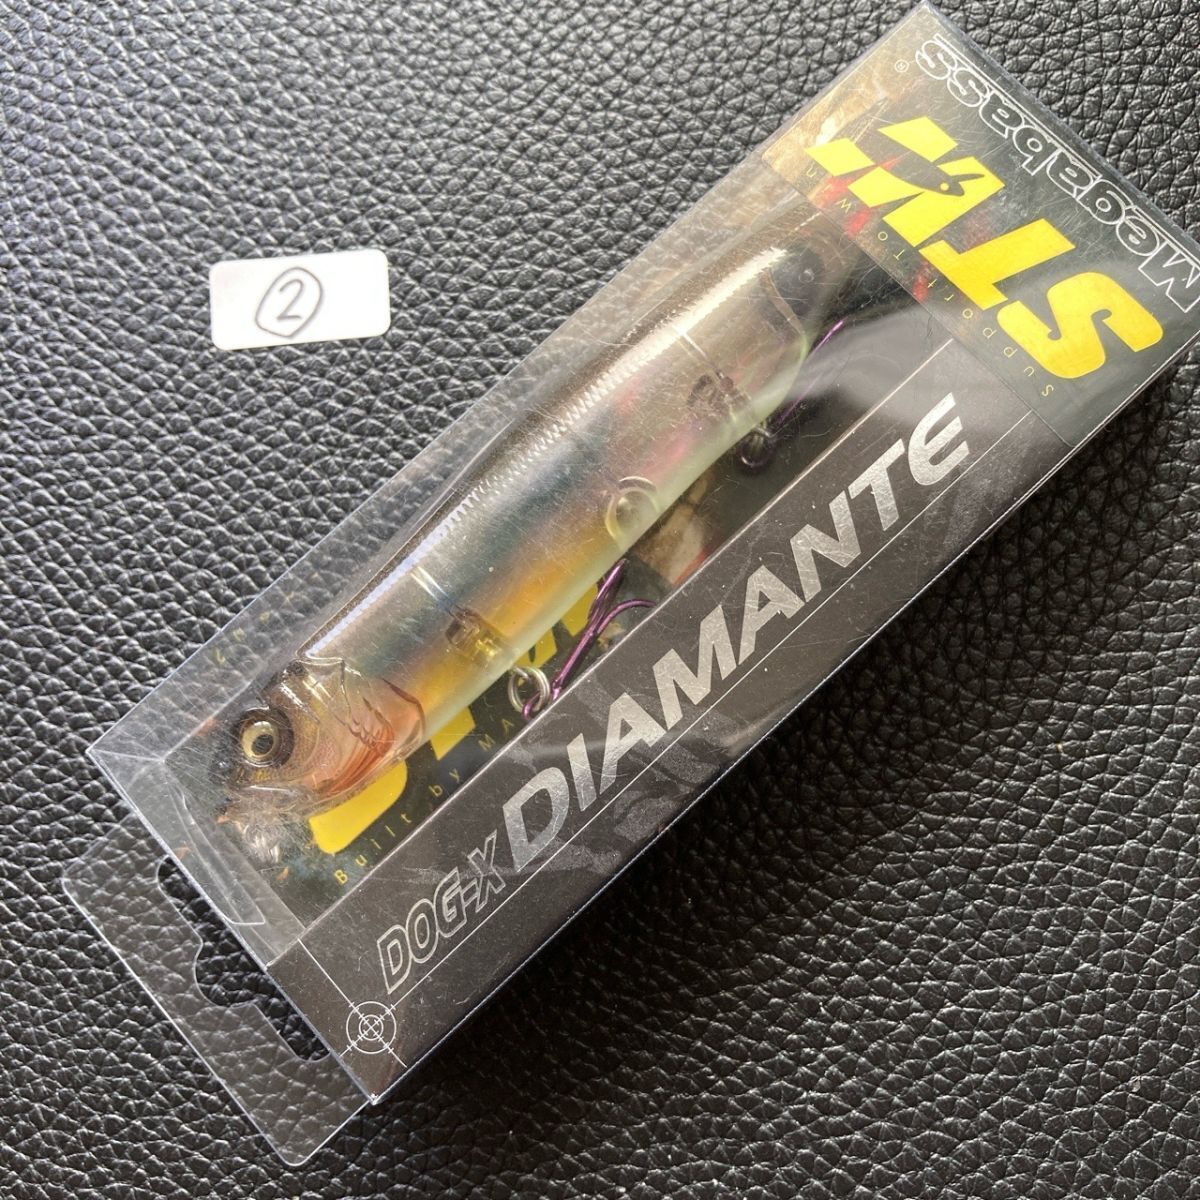 ②
Megabass®
STW
Support To Win
Built by MA
DOG-X DIAMANTE